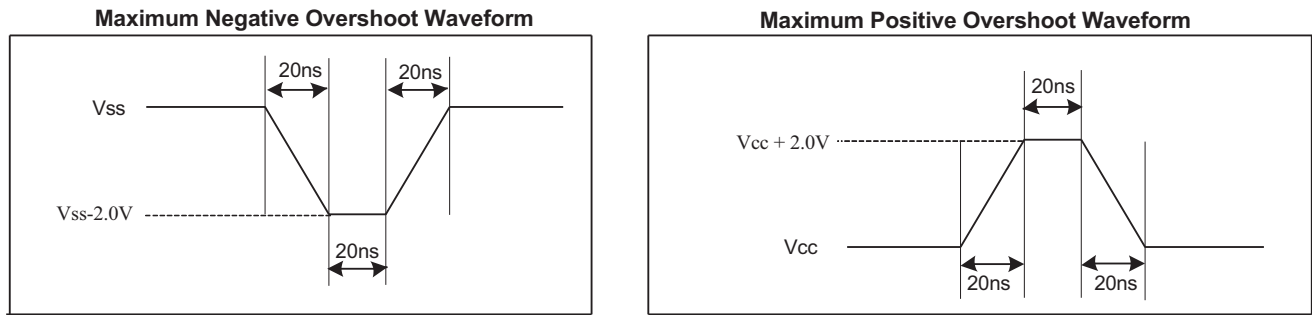 Maximum Negative Overshoot Waveform
20ns
20ns
Vss
Vss-2.0V
20ns
Maximum Positive Overshoot Waveform
20ns
Vcc + 2.0V
Vcc
20ns
20ns